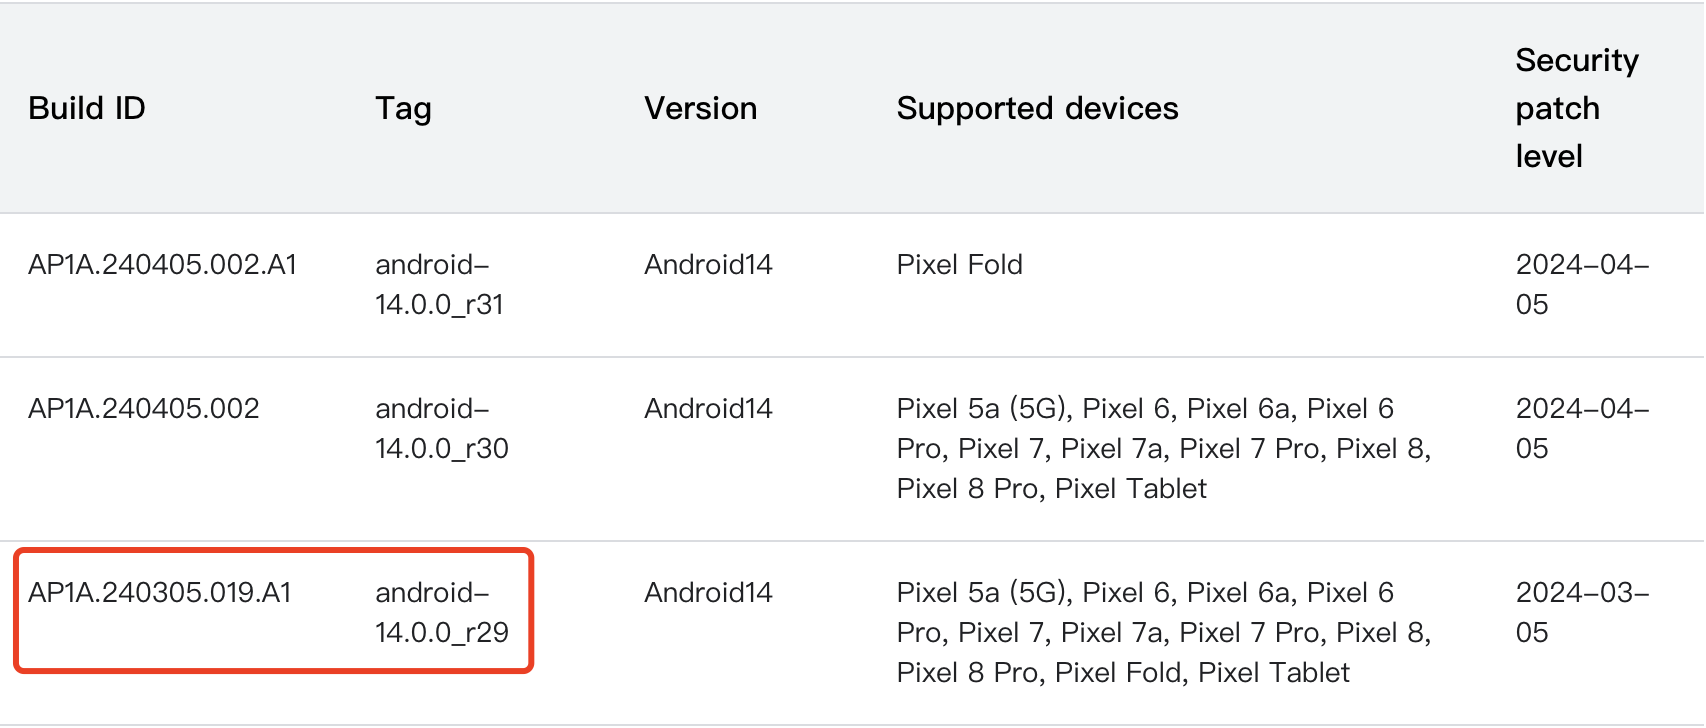 Build ID
Tag
Version
Supported devices
Security
patch
level
AP1A.240405.002.A1
android-
14.0.0_r31
Android14
Pixel Fold
2024-04-
05
AP1A.240405.002
android-
14.0.0_r30
Android14
Pixel 5a (5G), Pixel 6, Pixel 6a, Pixel 6
Pro, Pixel 7, Pixel 7a, Pixel 7 Pro, Pixel 8,
Pixel 8 Pro, Pixel Tablet
2024-04-
05
AP1A.240305.019.A1
android-
14.0.0_r29
Android14
Pixel 5a (5G), Pixel 6, Pixel 6a, Pixel 6
Pro, Pixel 7, Pixel 7a, Pixel 7 Pro, Pixel 8,
Pixel 8 Pro, Pixel Fold, Pixel Tablet
2024-03-
05